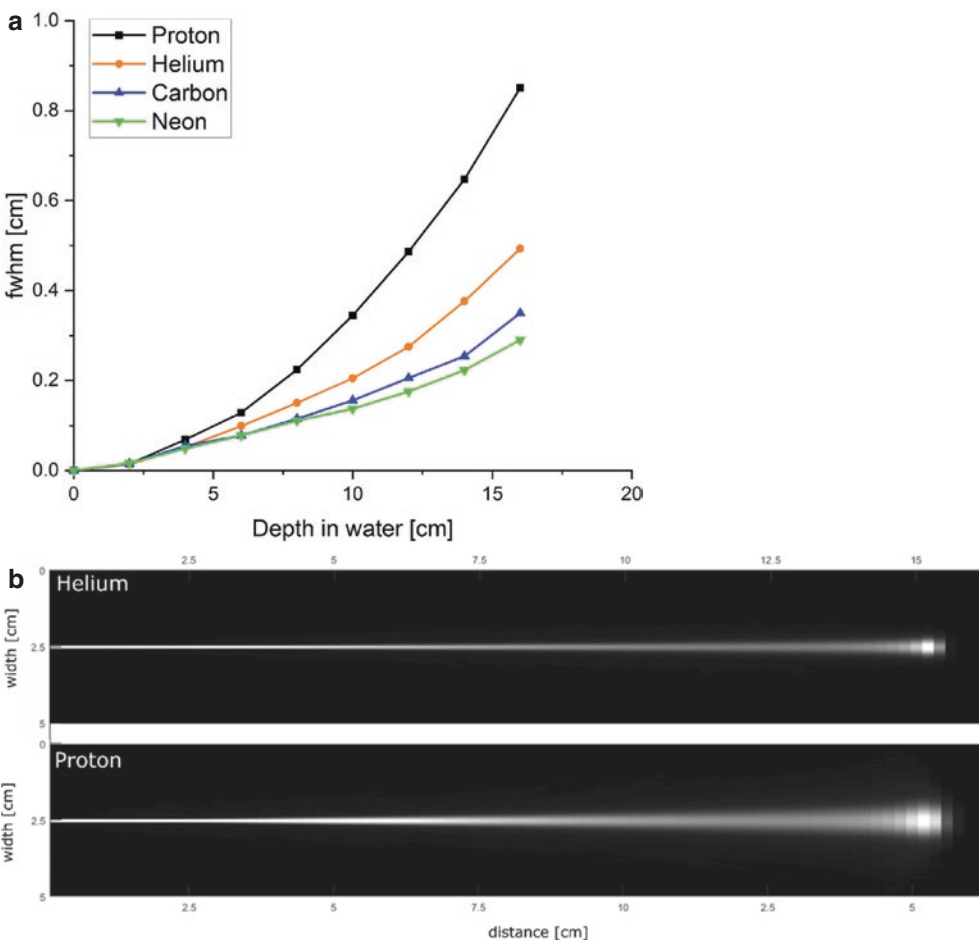 a
1.0
0.8
0.6
0.4
0.2
0.0
fwhm [cm]
Proton
Helium
Carbon
Neon
0 5 10 15 20
Depth in water [cm]
b
2.5 5 7.5 10 12.5 15
Helium
0
2.5
5
width [cm]
Proton
0
2.5
5
width [cm]
2.5 5 7.5 10 2.5 5
distance [cm]